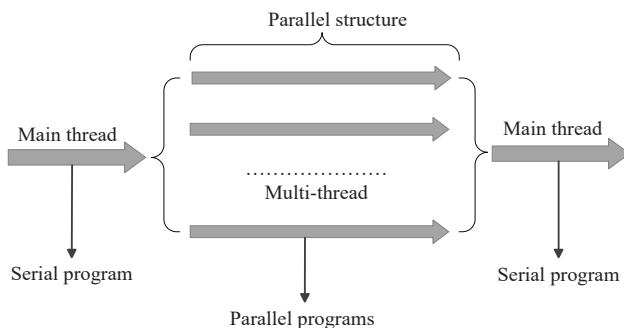 Parallel structure
Main thread
Main thread
....................
Multi-thread
Serial program
Serial program
Parallel programs